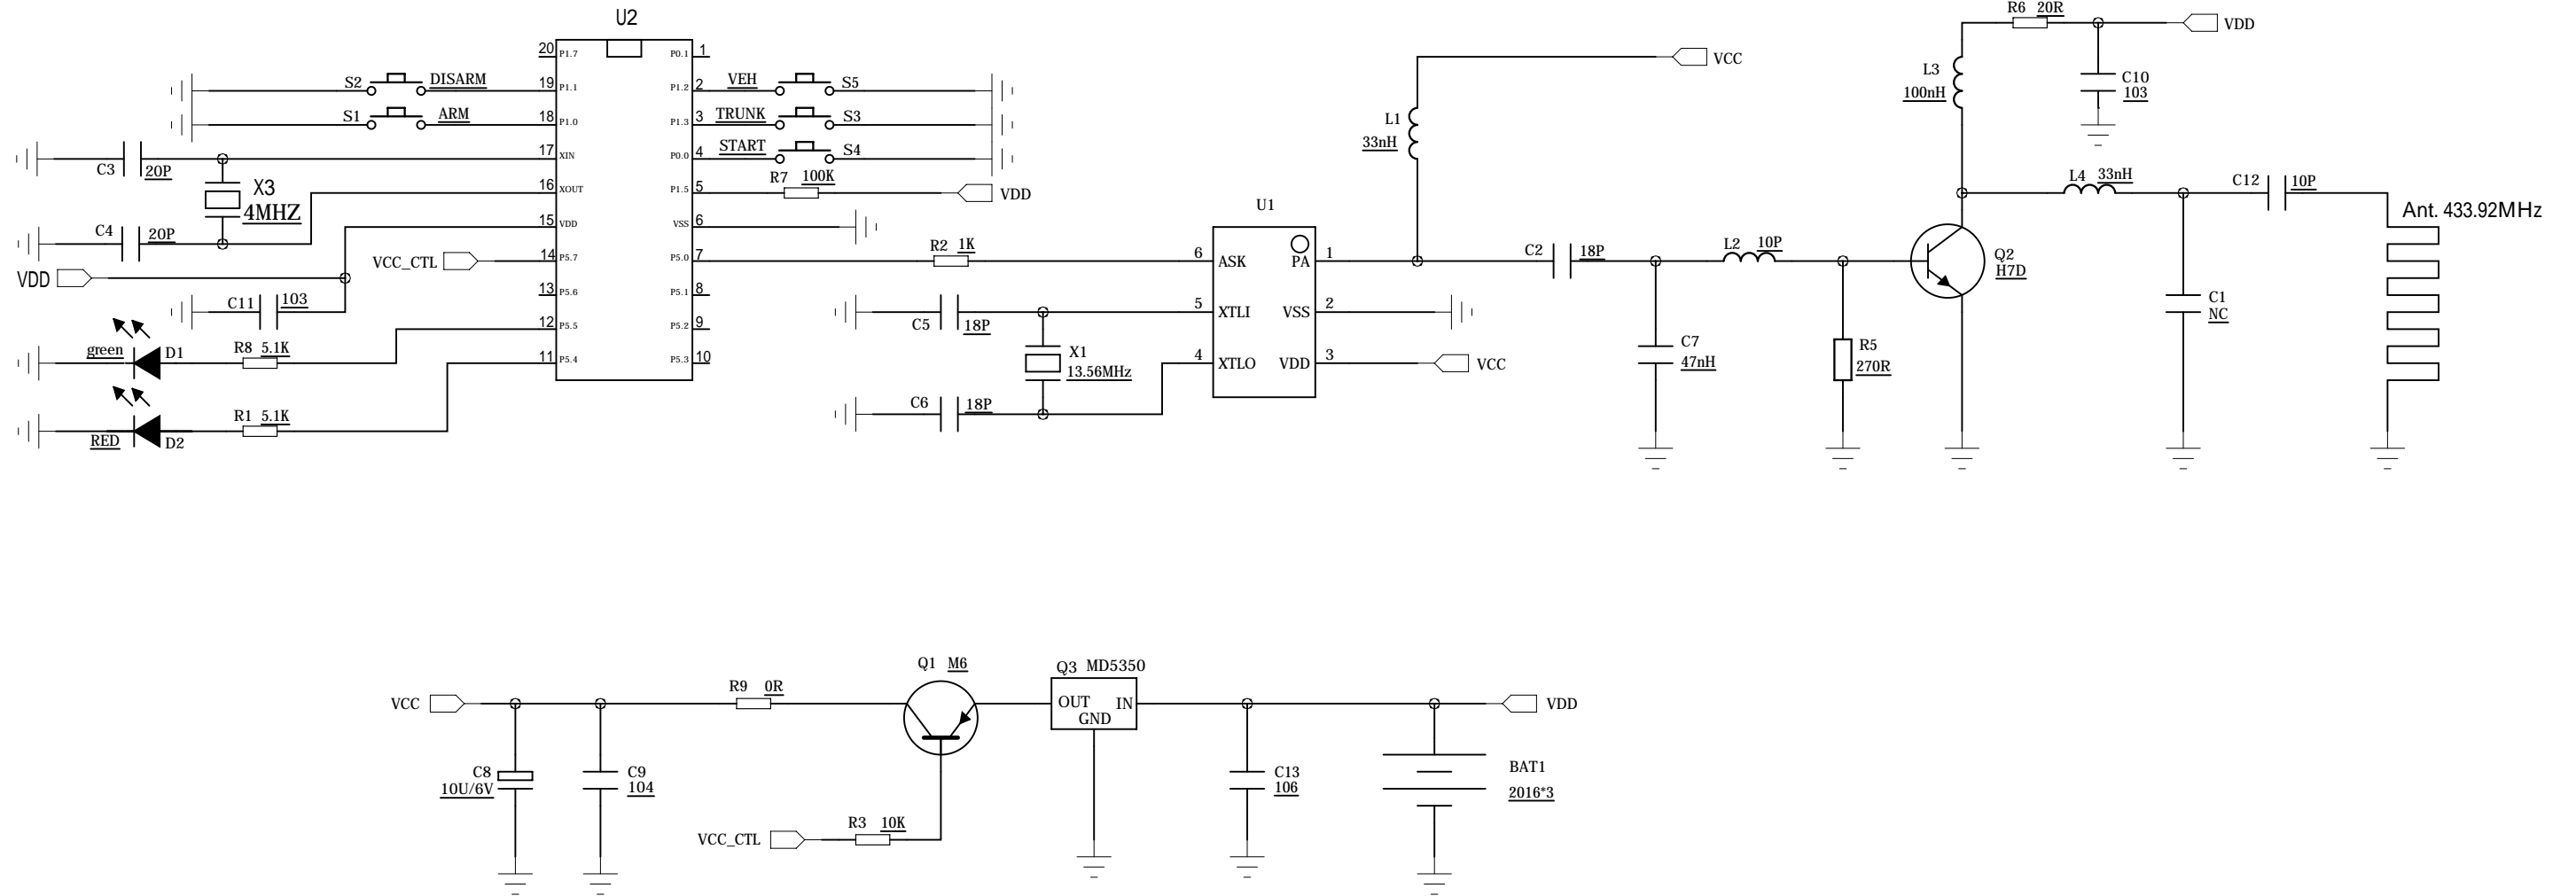 U2
20 P1.7 P0.1 1
S2 DISARM 19 P1.1 P1.2 2 VEH S5
S1 ARM 18 P1.0 P1.3 3 TRUNK S3
C3 20P 17 XIN P0.0 4 START S4
X3
4MHZ
16 XOUT P1.5 5 R7 100K VDD
C4 20P 15 VDD VSS 6
VCC_CTL 14 P5.7 P5.0 7 R2 1K
VDD
13 P5.6 P5.1 8
C11 103
12 P5.5 P5.2 9
green D1 R8 5.1K 11 P5.4 P5.3 10
RED D2 R1 5.1K
U1
6 ASK PA 1
5 XTLI VSS 2
4 XTLO VDD 3 VCC
C5 18P
X1
13.56MHz
C6 18P
VCC
L1
33nH
C2 18P
L2 10P
C7
47nH
R5
270R
Q2
H7D
R6 20R VDD
L3
100nH
C10
103
L4 33nH
C12 10P
C1
NC
Ant. 433.92MHz
VCC R9 0R Q1 M6 Q3 MD5350 VDD
OUT IN
GND
C8
10U/6V
C9
104
C13
106
BAT1
2016*3
VCC_CTL R3 10K